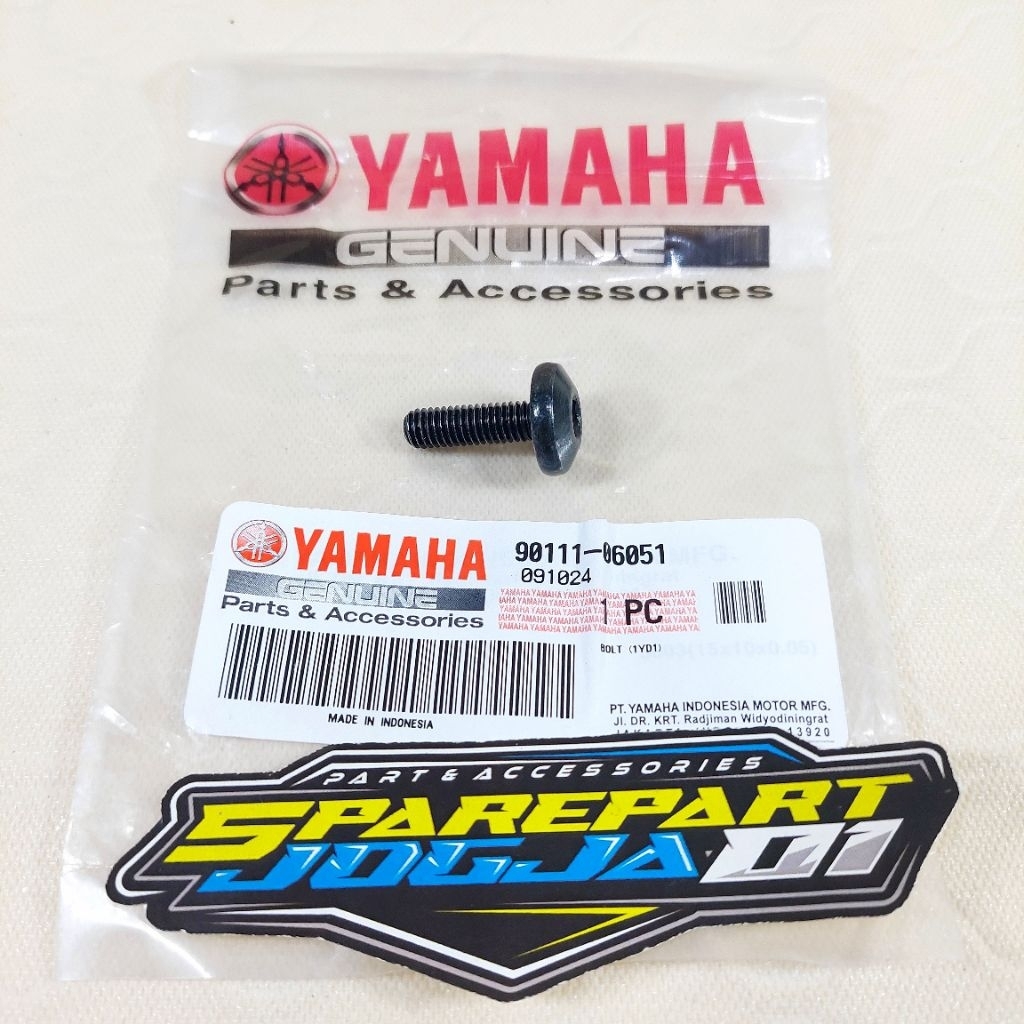 YAMAHA
GENUINE
Parts & Accessories
YAMAHA
GENUINE
Parts & Accessories
90111-06051
091024
1 PC
BOLT (1YD1)
MADE IN INDONESIA
PT. YAMAHA INDONESIA MOTOR MFG.
Jl. DR. KRT. Radjiman Widyodiningrat
13920
PART & ACCESSORIES
SPAREPART
JOGJA 01